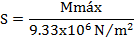 S = Mmáx / 9.33x10⁶ N/m²